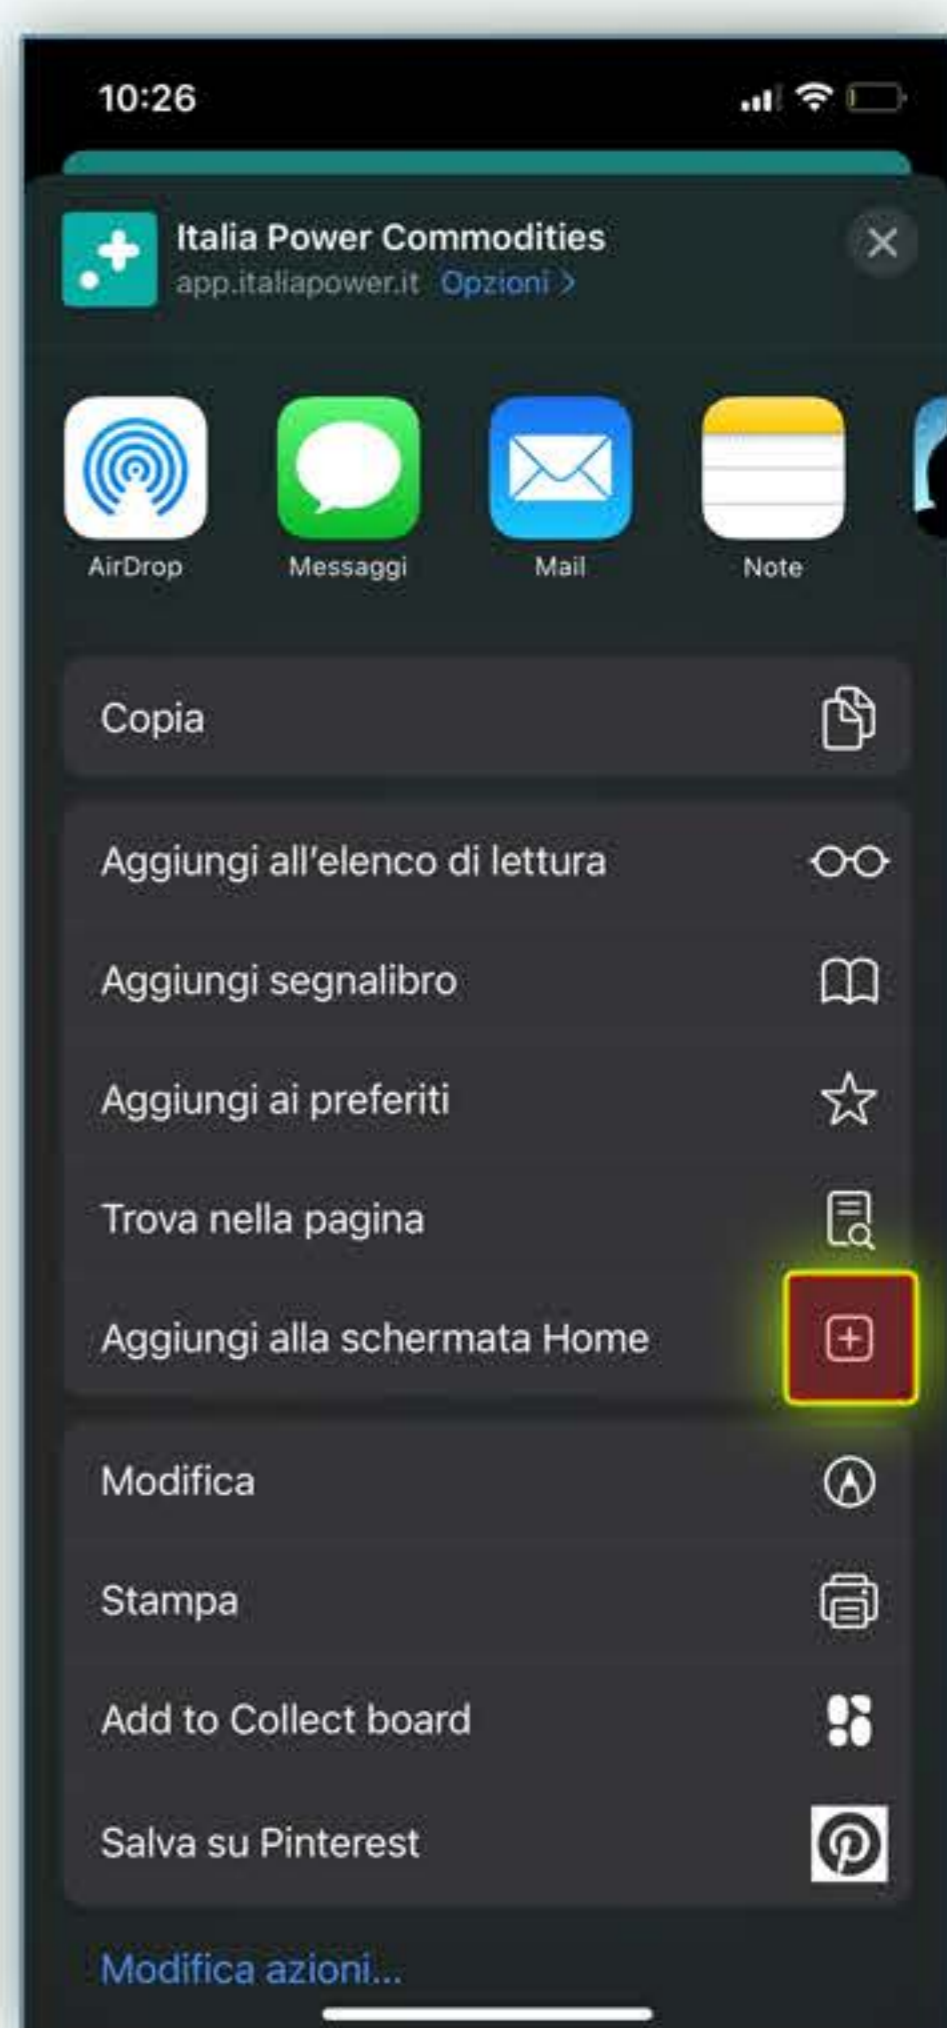 10:26
Italia Power Commodities
app.italiapower.it Opzioni >
AirDrop Messaggi Mail Note
Copia
Aggiungi all'elenco di lettura
Aggiungi segnalibro
Aggiungi ai preferiti
Trova nella pagina
Aggiungi alla schermata Home
Modifica
Stampa
Add to Collect board
Salva su Pinterest
Modifica azioni...